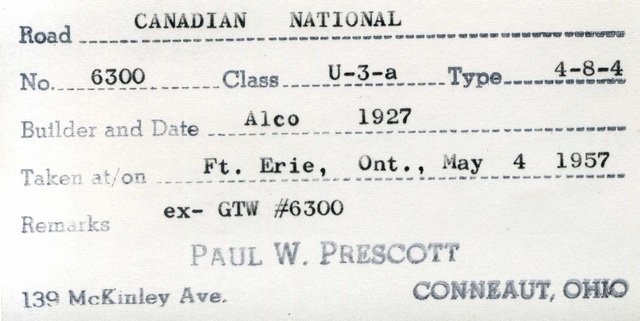 Road CANADIAN NATIONAL
No. 6300 Class U-3-a Type 4-8-4
Builder and Date Alco 1927
Taken at/on Ft. Erie, Ont., May 4 1957
Remarks ex- GTW #6300
PAUL W. PRESCOTT
139 McKinley Ave. CONNEAUT, OHIO